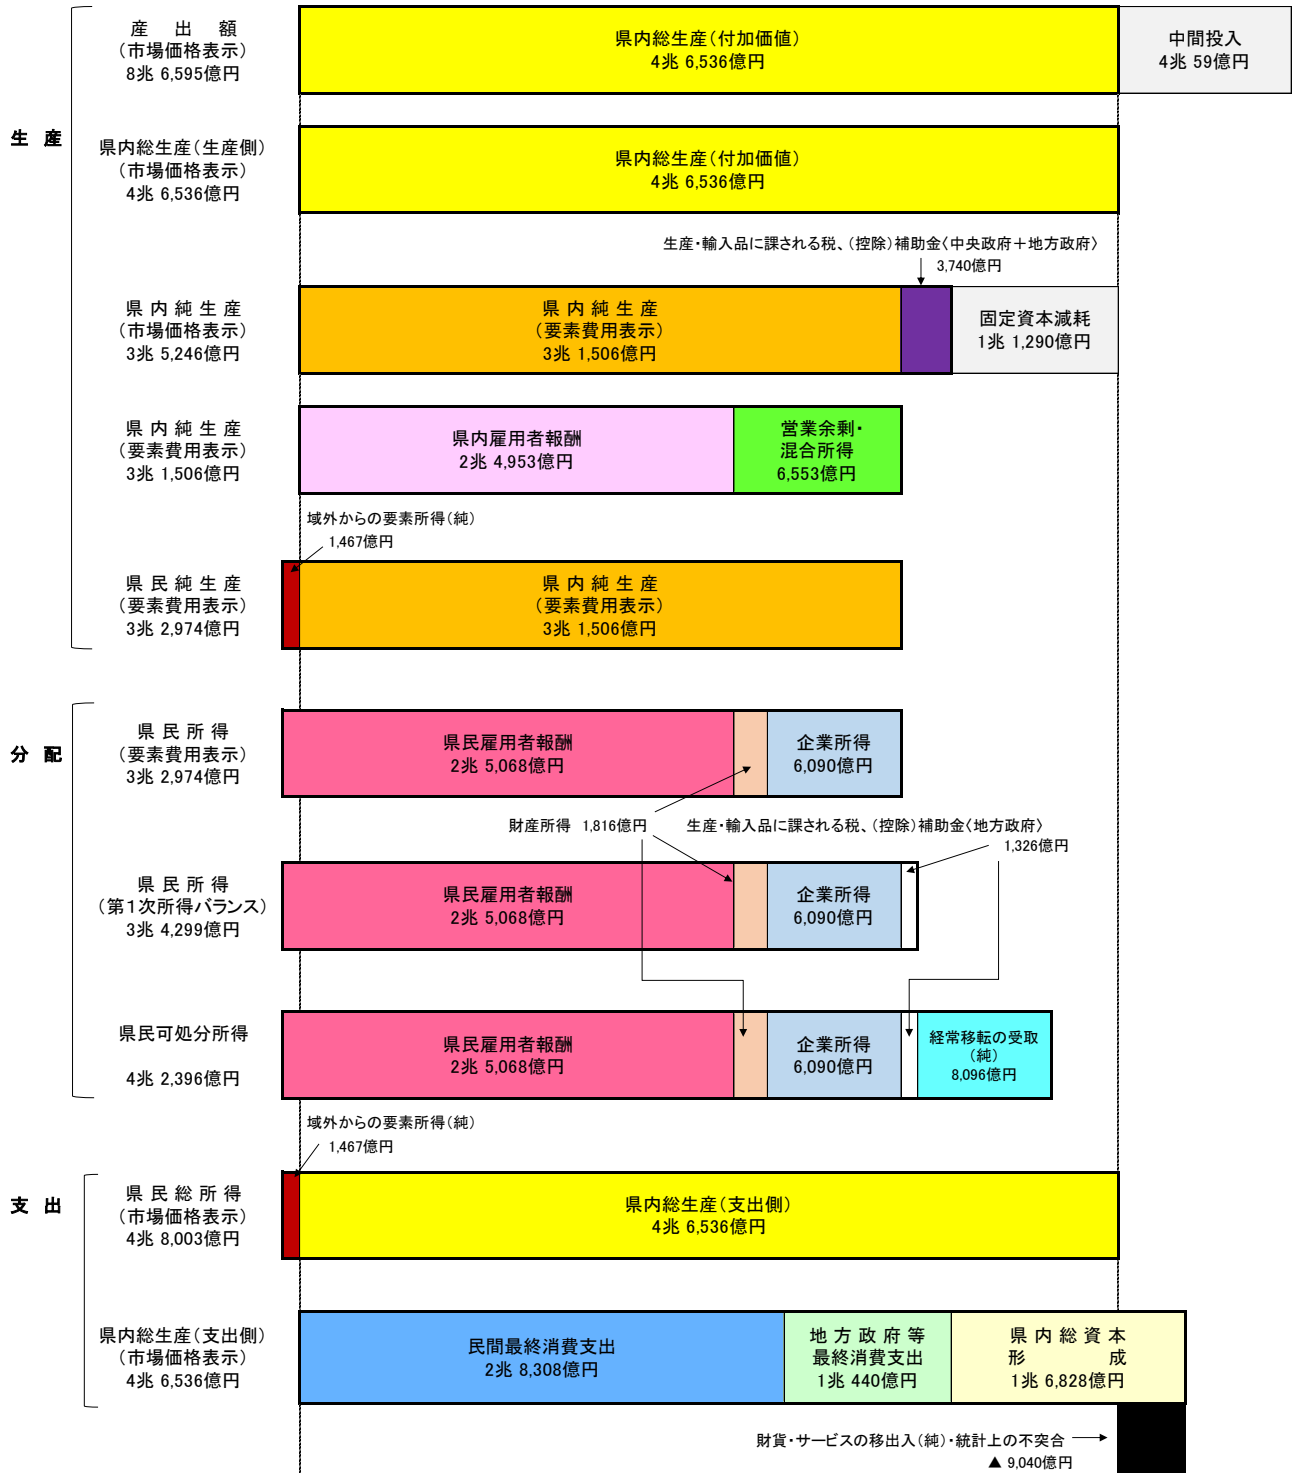 生 産
産 出 額
（市場価格表示）
8兆 6,595億円
県内総生産（付加価値）
4兆 6,536億円
中間投入
4兆 59億円
県内総生産（生産側）
（市場価格表示）
4兆 6,536億円
県内総生産（付加価値）
4兆 6,536億円
生産・輸入品に課される税、（控除）補助金〈中央政府＋地方政府〉
3,740億円
県 内 純 生 産
（市場価格表示）
3兆 5,246億円
県 内 純 生 産
（要素費用表示）
3兆 1,506億円
固定資本減耗
1兆 1,290億円
県 内 純 生 産
（要素費用表示）
3兆 1,506億円
県内雇用者報酬
2兆 4,953億円
営業余剰・
混合所得
6,553億円
域外からの要素所得（純）
1,467億円
県 民 純 生 産
（要素費用表示）
3兆 2,974億円
県 内 純 生 産
（要素費用表示）
3兆 1,506億円
分 配
県 民 所 得
（要素費用表示）
3兆 2,974億円
県民雇用者報酬
2兆 5,068億円
企業所得
6,090億円
財産所得 1,816億円
生産・輸入品に課される税、（控除）補助金〈地方政府〉
1,326億円
県 民 所 得
（第１次所得バランス）
3兆 4,299億円
県民雇用者報酬
2兆 5,068億円
企業所得
6,090億円
県民可処分所得
4兆 2,396億円
県民雇用者報酬
2兆 5,068億円
企業所得
6,090億円
経常移転の受取
（純）
8,096億円
域外からの要素所得（純）
1,467億円
支 出
県 民 総 所 得
（市場価格表示）
4兆 8,003億円
県内総生産（支出側）
4兆 6,536億円
県内総生産（支出側）
（市場価格表示）
4兆 6,536億円
民間最終消費支出
2兆 8,308億円
地 方 政 府 等
最終消費支出
1兆 440億円
県 内 総 資 本
形 成
1兆 6,828億円
財貨・サービスの移出入（純）・統計上の不突合
▲ 9,040億円